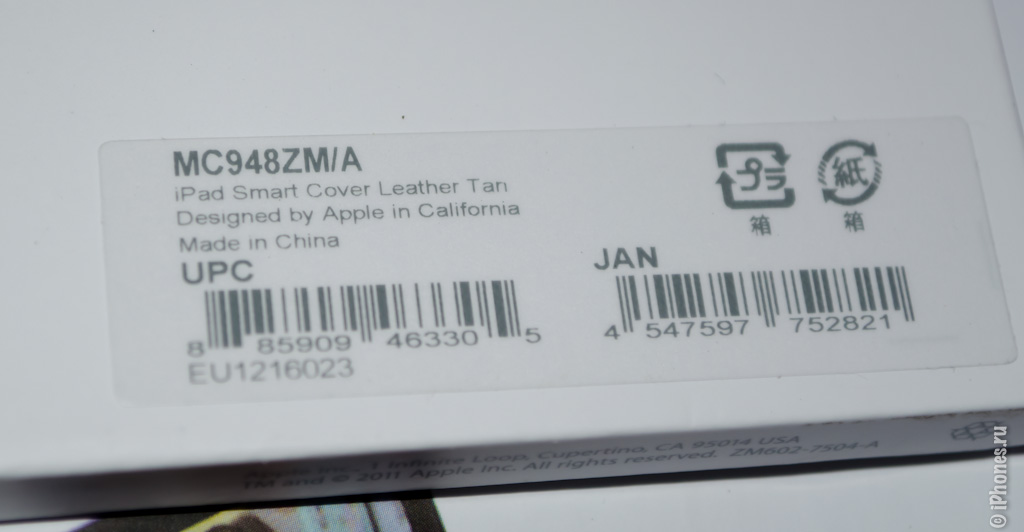 MC948ZM/A
iPad Smart Cover Leather Tan
Designed by Apple in California
Made in China
UPC
8 85909 46330 5
EU1216023
プラ
箱
紙
箱
JAN
4 547597 752821
Apple Inc., 1 Infinite Loop, Cupertino, CA 95014 USA
TM and © 2011 Apple Inc. All rights reserved. ZM602-7504-A
© iPhones.ru